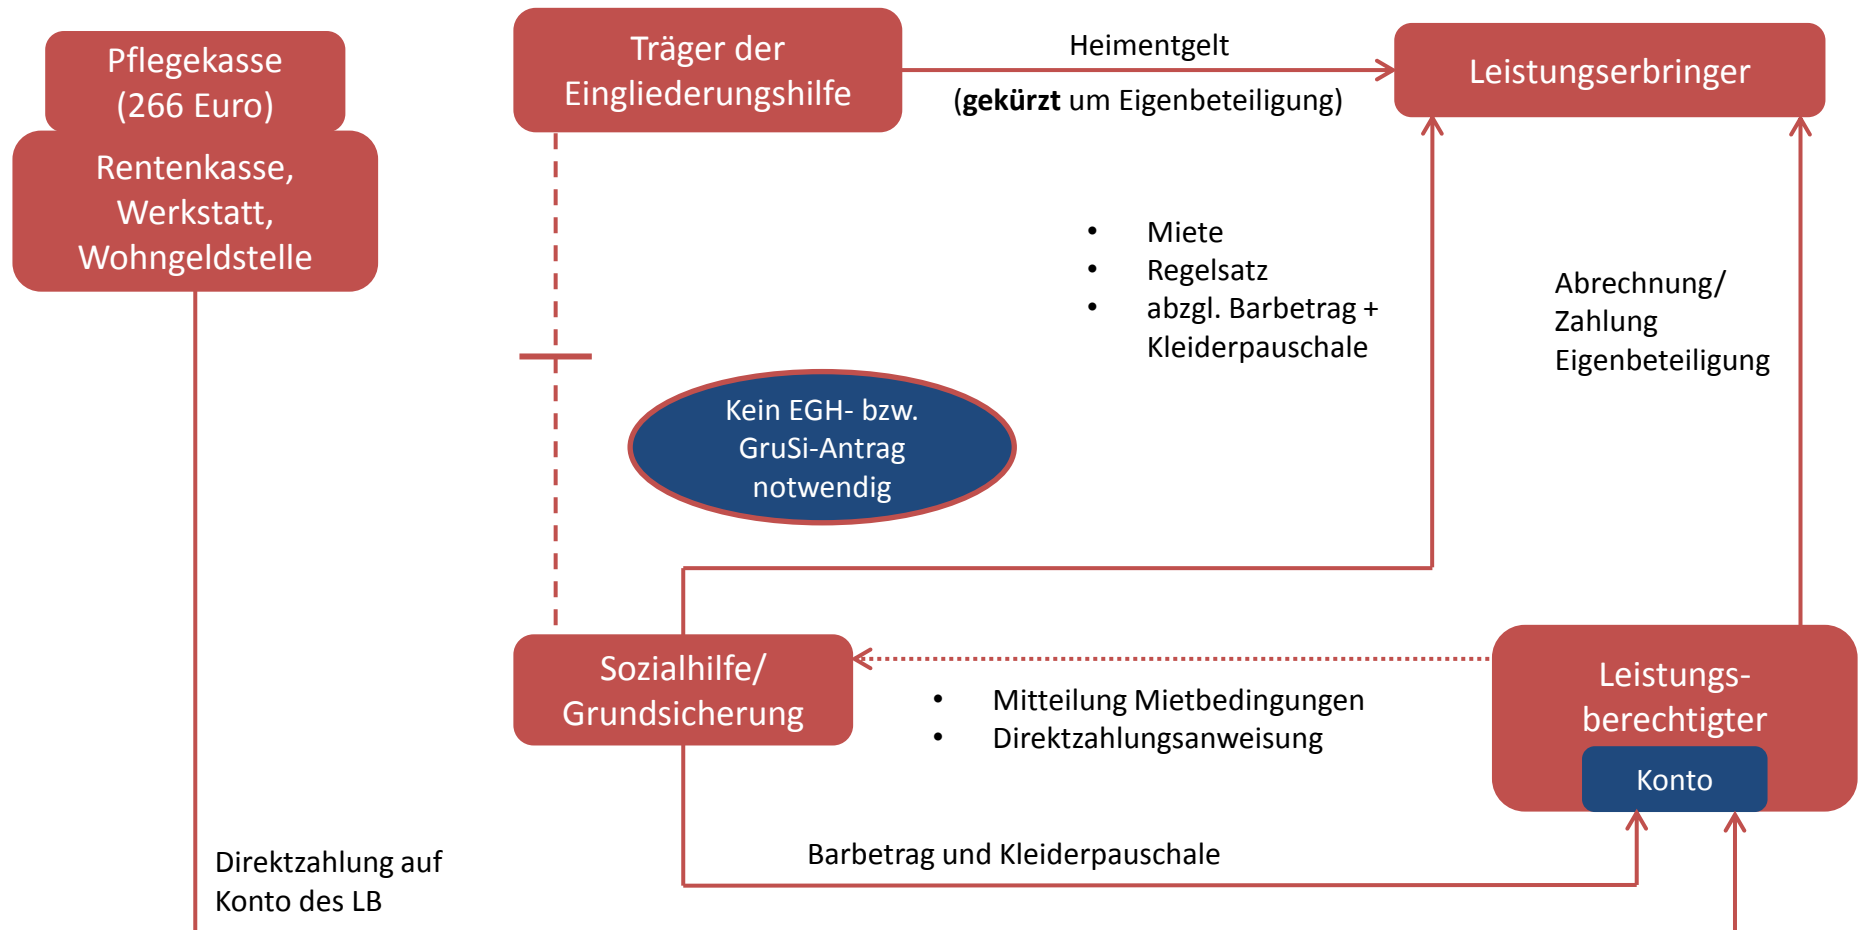 Pflegekasse
(266 Euro)
Rentenkasse,
Werkstatt,
Wohngeldstelle
Träger der
Eingliederungshilfe
Heimentgelt
(gekürzt um Eigenbeteiligung)
Leistungserbringer
• Miete
• Regelsatz
• abzgl. Barbetrag +
Kleiderpauschale
Abrechnung/
Zahlung
Eigenbeteiligung
Kein EGH- bzw.
GruSi-Antrag
notwendig
Sozialhilfe/
Grundsicherung
• Mitteilung Mietbedingungen
• Direktzahlungsanweisung
Leistungs-
berechtigter
Konto
Barbetrag und Kleiderpauschale
Direktzahlung auf
Konto des LB